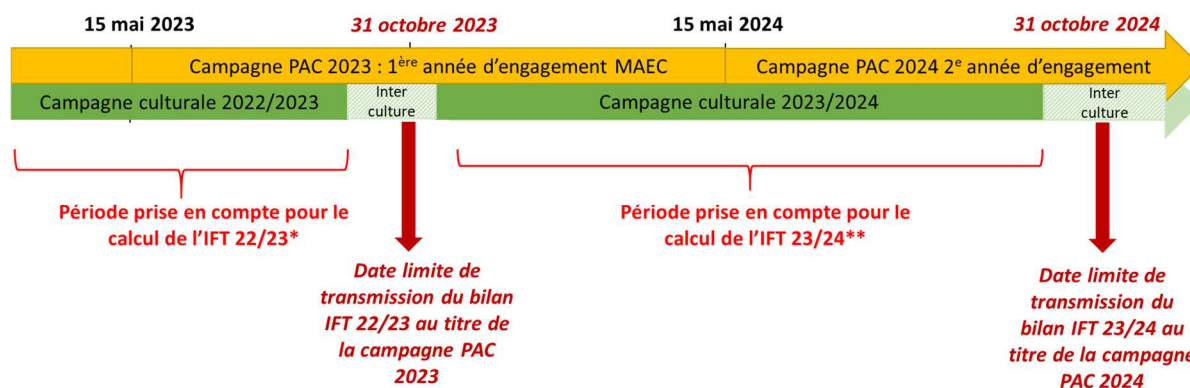 15 mai 2023
31 octobre 2023
15 mai 2024
31 octobre 2024
Campagne PAC 2023 : 1ère année d’engagement MAEC
Campagne PAC 2024 2e année d’engagement
Campagne culturale 2022/2023
Inter
culture
Campagne culturale 2023/2024
Inter
culture
Période prise en compte pour le
calcul de l’IFT 22/23*
Période prise en compte pour le
calcul de l’IFT 23/24**
Date limite de
transmission du bilan
IFT 22/23 au titre de
la campagne PAC
2023
Date limite de
transmission du
bilan IFT 23/24 au
titre de la campagne
PAC 2024